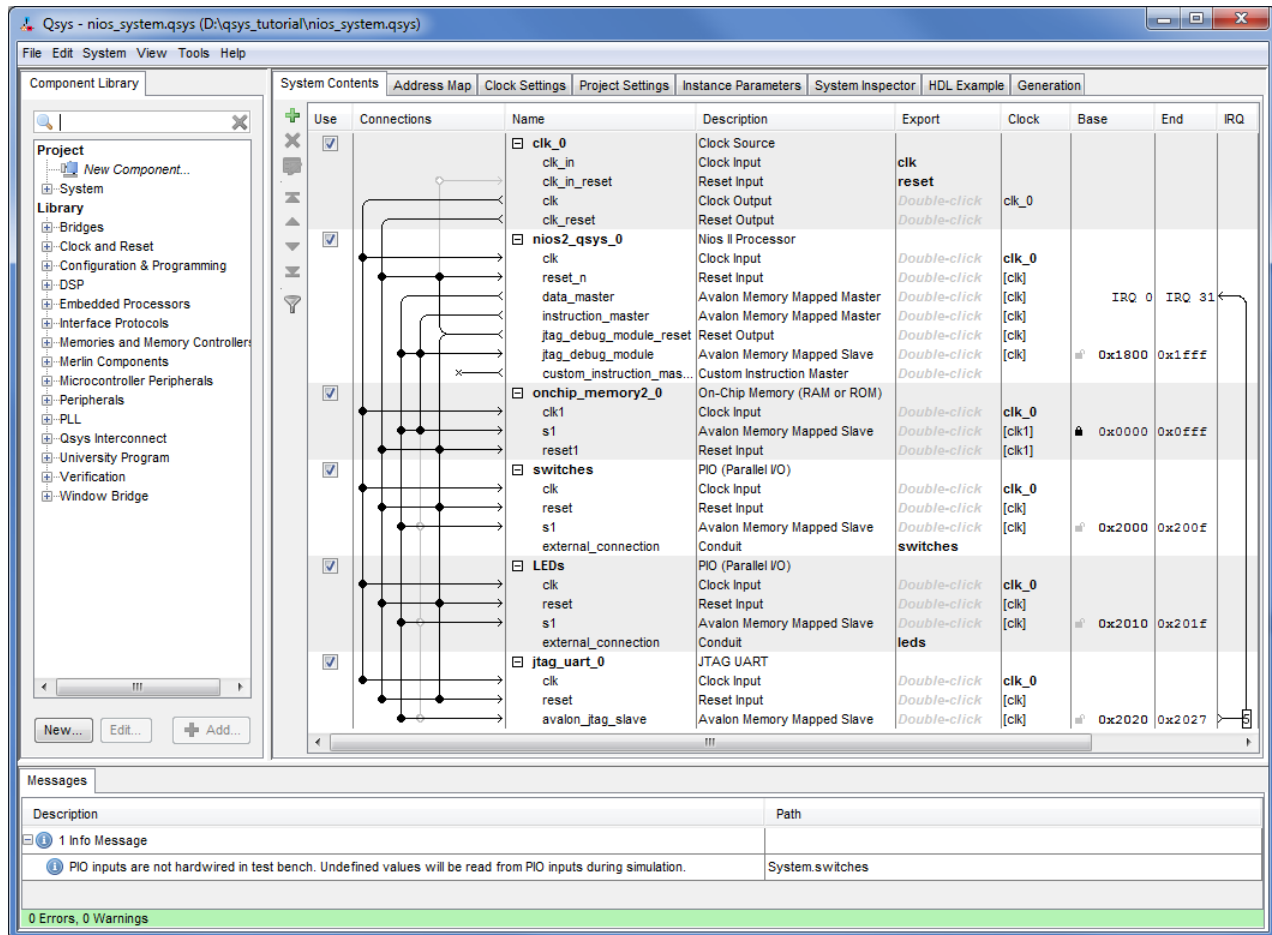 Qsys - nios_system.qsys (D:\qsys_tutorial\nios_system.qsys)
File Edit System View Tools Help
Component Library
Project
New Component...
System
Library
Bridges
Clock and Reset
Configuration & Programming
DSP
Embedded Processors
Interface Protocols
Memories and Memory Controllers
Merlin Components
Microcontroller Peripherals
Peripherals
PLL
Qsys Interconnect
University Program
Verification
Window Bridge
New... Edit... Add...
System Contents Address Map Clock Settings Project Settings Instance Parameters System Inspector HDL Example Generation
Use Connections Name Description Export Clock Base End IRQ
clk_0 Clock Source
clk_in Clock Input clk
clk_in_reset Reset Input reset
clk Clock Output Double-click clk_0
clk_reset Reset Output Double-click
nios2_qsys_0 Nios II Processor
clk Clock Input Double-click clk_0
reset_n Reset Input Double-click [clk]
data_master Avalon Memory Mapped Master Double-click [clk] IRQ 0 IRQ 31
instruction_master Avalon Memory Mapped Master Double-click [clk]
jtag_debug_module_reset Reset Output Double-click [clk]
jtag_debug_module Avalon Memory Mapped Slave Double-click [clk] 0x1800 0x1fff
custom_instruction_mas... Custom Instruction Master Double-click
onchip_memory2_0 On-Chip Memory (RAM or ROM)
clk1 Clock Input Double-click clk_0
s1 Avalon Memory Mapped Slave Double-click [clk1] 0x0000 0x0fff
reset1 Reset Input Double-click [clk1]
switches PIO (Parallel I/O)
clk Clock Input Double-click clk_0
reset Reset Input Double-click [clk]
s1 Avalon Memory Mapped Slave Double-click [clk] 0x2000 0x200f
external_connection Conduit switches
LEDs PIO (Parallel I/O)
clk Clock Input Double-click clk_0
reset Reset Input Double-click [clk]
s1 Avalon Memory Mapped Slave Double-click [clk] 0x2010 0x201f
external_connection Conduit leds
jtag_uart_0 JTAG UART
clk Clock Input Double-click clk_0
reset Reset Input Double-click [clk]
avalon_jtag_slave Avalon Memory Mapped Slave Double-click [clk] 0x2020 0x2027 5
Messages
Description Path
1 Info Message
PIO inputs are not hardwired in test bench. Undefined values will be read from PIO inputs during simulation. System.switches
0 Errors, 0 Warnings